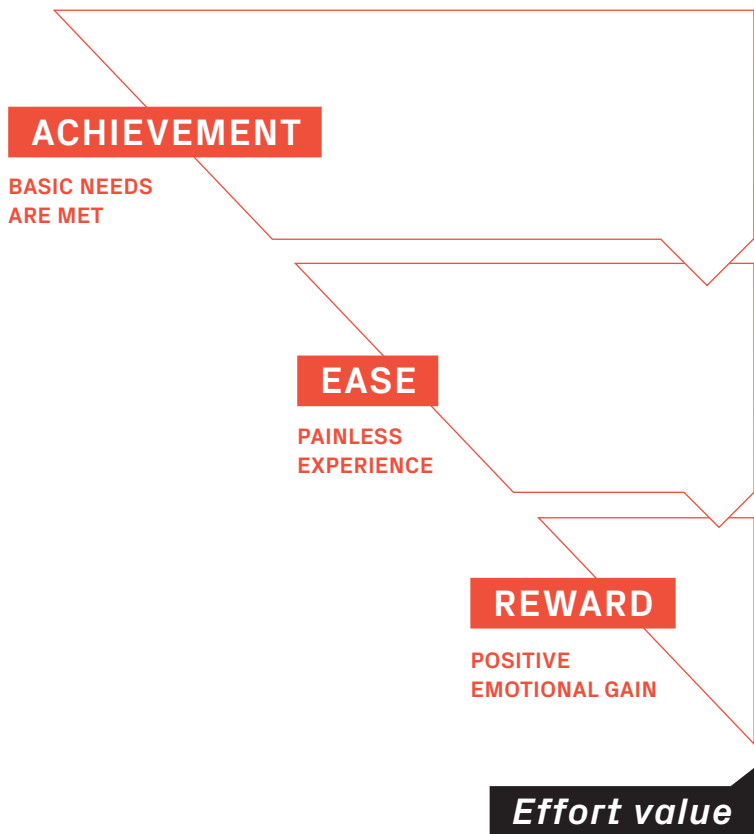 ACHIEVEMENT
BASIC NEEDS
ARE MET
EASE
PAINLESS
EXPERIENCE
REWARD
POSITIVE
EMOTIONAL GAIN
Effort value